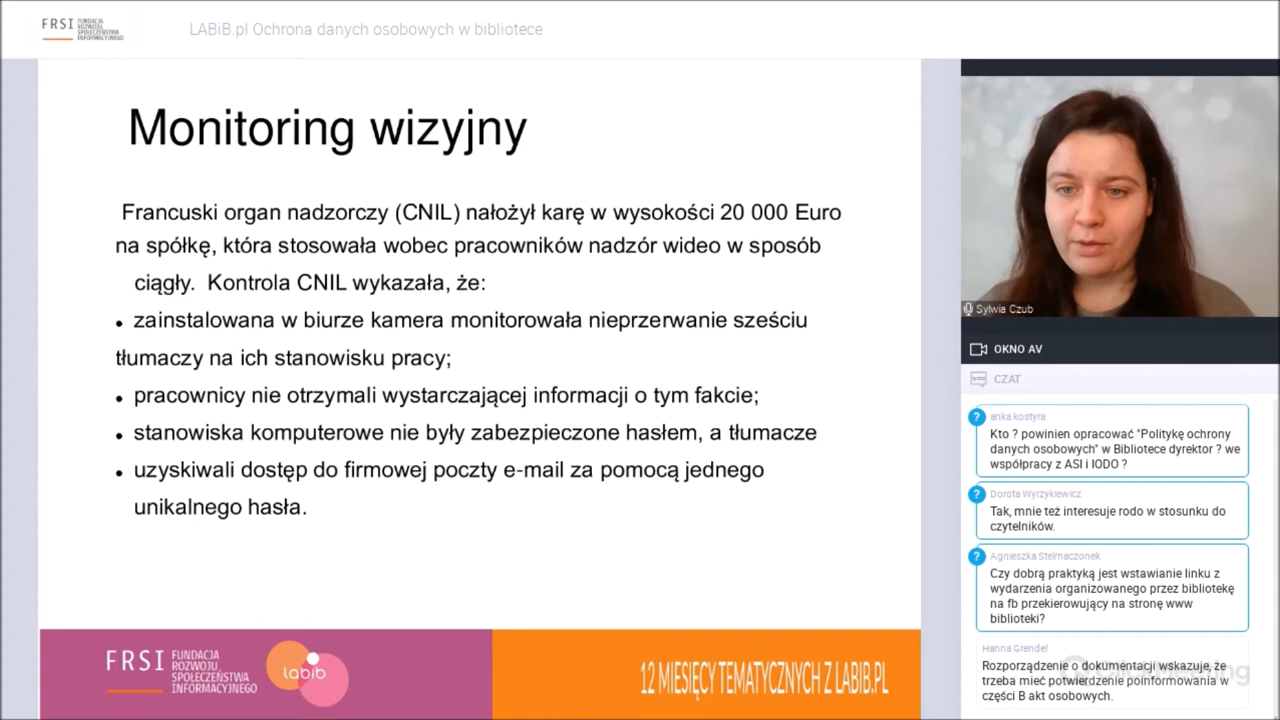 FRSI
FUNDACJA
ROZWOJU
SPOŁECZEŃSTWA
INFORMACYJNEGO
LABiB.pl Ochrona danych osobowych w bibliotece
Monitoring wizyjny
Francuski organ nadzorczy (CNIL) nałożył karę w wysokości 20 000 Euro
na spółkę, która stosowała wobec pracowników nadzór wideo w sposób
ciągły. Kontrola CNIL wykazała, że:
• zainstalowana w biurze kamera monitorowała nieprzerwanie sześciu
tłumaczy na ich stanowisku pracy;
• pracownicy nie otrzymali wystarczającej informacji o tym fakcie;
• stanowiska komputerowe nie były zabezpieczone hasłem, a tłumacze
• uzyskiwali dostęp do firmowej poczty e-mail za pomocą jednego
unikalnego hasła.
FRSI
FUNDACJA
ROZWOJU
SPOŁECZEŃSTWA
INFORMACYJNEGO
labib
12 MIESIĘCY TEMATYCZNYCH Z LABIB.PL
Sylwia Czub
OKNO AV
CZAT
? anka kostyra
Kto ? powinien opracować "Politykę ochrony
danych osobowych" w Bibliotece dyrektor ? we
współpracy z ASI i IODO ?
? Dorota Wyrzykiewicz
Tak, mnie też interesuje rodo w stosunku do
czytelników.
? Agnieszka Stelmaczonek
Czy dobrą praktyką jest wstawianie linku z
wydarzenia organizowanego przez bibliotekę
na fb przekierowujący na stronę www
biblioteki?
Hanna Grendel
Rozporządzenie o dokumentacji wskazuje, że
trzeba mieć potwierdzenie poinformowania w
części B akt osobowych.
ClickMeeting